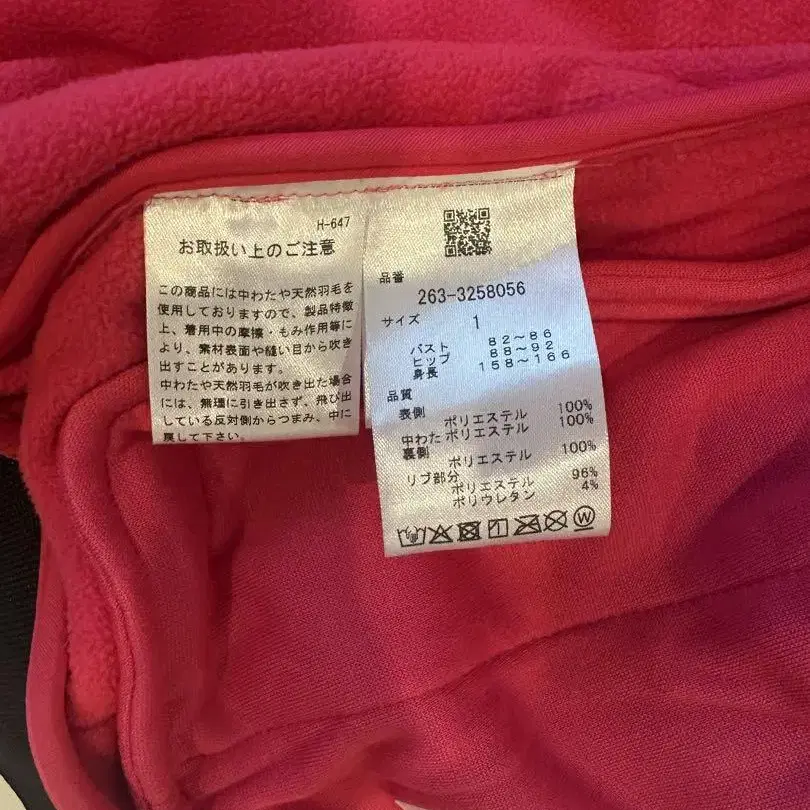 H-647
お取扱い上のご注意
この商品には中わたや天然羽毛を
使用しておりますので、製品特徴
上、着用中の摩擦・もみ作用等に
より、素材表面や縫い目から吹き
出すことがあります。
中わたや天然羽毛が吹き出た場合
には、無理に引き出さず、飛び出
している反対側からつまみ、中に
戻して下さい。
品番
263-3258056
サイズ 1
バスト 82～86
ヒップ 88～92
身長 158～166
品質
表側
ポリエステル 100%
中わた ポリエステル 100%
裏側
ポリエステル 100%
リブ部分
ポリエステル 96%
ポリウレタン 4%
W